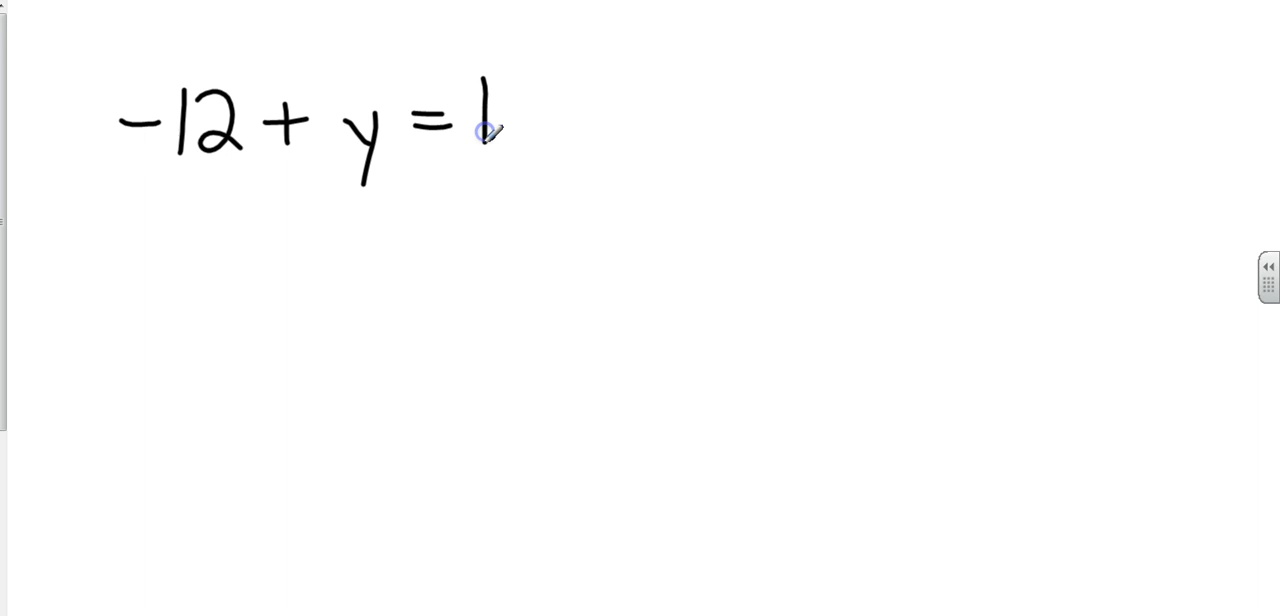 -12 + y = 1